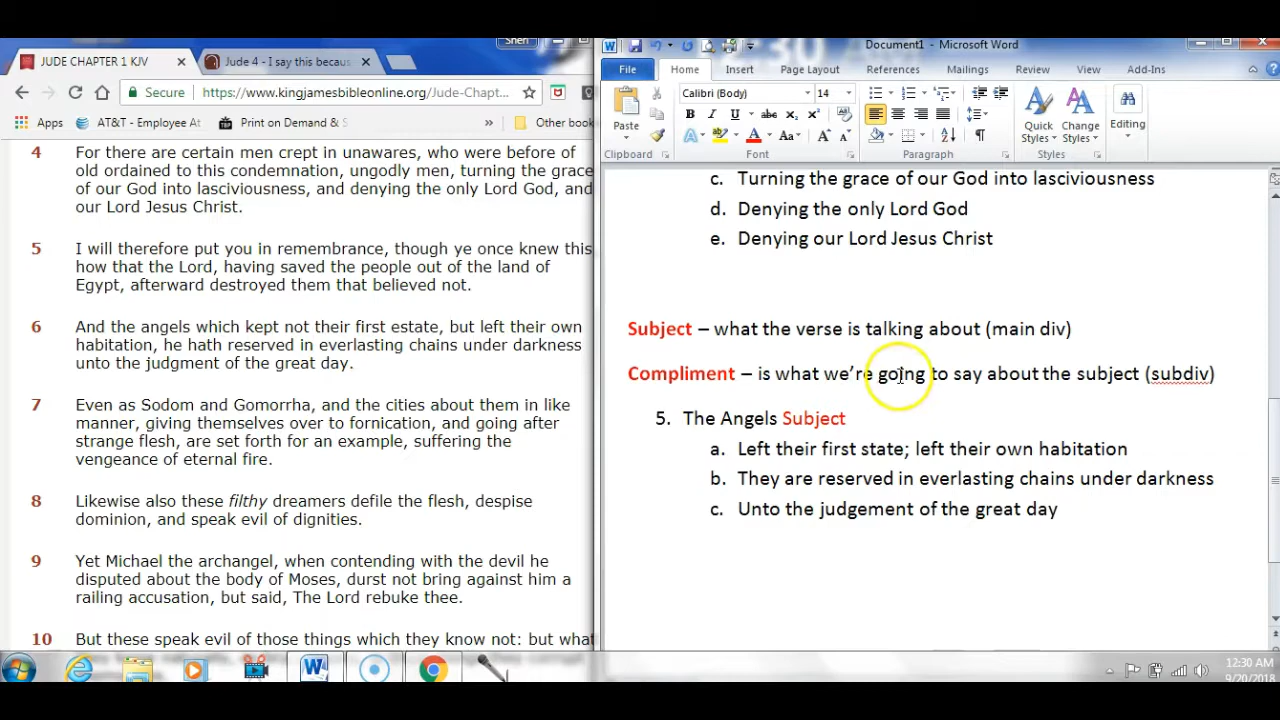 Sheri
JUDE CHAPTER 1 KJV
Jude 4 - I say this becaus
Secure
https://www.kingjamesbibleonline.org/Jude-Chapt...
Apps
AT&T - Employee At
Print on Demand & S
»
Other book
4 For there are certain men crept in unawares, who were before of
old ordained to this condemnation, ungodly men, turning the grace
of our God into lasciviousness, and denying the only Lord God, and
our Lord Jesus Christ.
5 I will therefore put you in remembrance, though ye once knew this
how that the Lord, having saved the people out of the land of
Egypt, afterward destroyed them that believed not.
6 And the angels which kept not their first estate, but left their own
habitation, he hath reserved in everlasting chains under darkness
unto the judgment of the great day.
7 Even as Sodom and Gomorrha, and the cities about them in like
manner, giving themselves over to fornication, and going after
strange flesh, are set forth for an example, suffering the
vengeance of eternal fire.
8 Likewise also these filthy dreamers defile the flesh, despise
dominion, and speak evil of dignities.
9 Yet Michael the archangel, when contending with the devil he
disputed about the body of Moses, durst not bring against him a
railing accusation, but said, The Lord rebuke thee.
10 But these speak evil of those things which they know not: but what
Document1 - Microsoft Word
File Home Insert Page Layout References Mailings Review View Add-Ins
Calibri (Body) 14
Paste
B I U abc x₂ x²
A Aa A A
Quick
Styles
Change
Styles
Editing
Clipboard Font Paragraph Styles
c. Turning the grace of our God into lasciviousness
d. Denying the only Lord God
e. Denying our Lord Jesus Christ
Subject – what the verse is talking about (main div)
Compliment – is what we're going to say about the subject (subdiv)
5. The Angels Subject
a. Left their first state; left their own habitation
b. They are reserved in everlasting chains under darkness
c. Unto the judgement of the great day
12:30 AM
9/20/2018